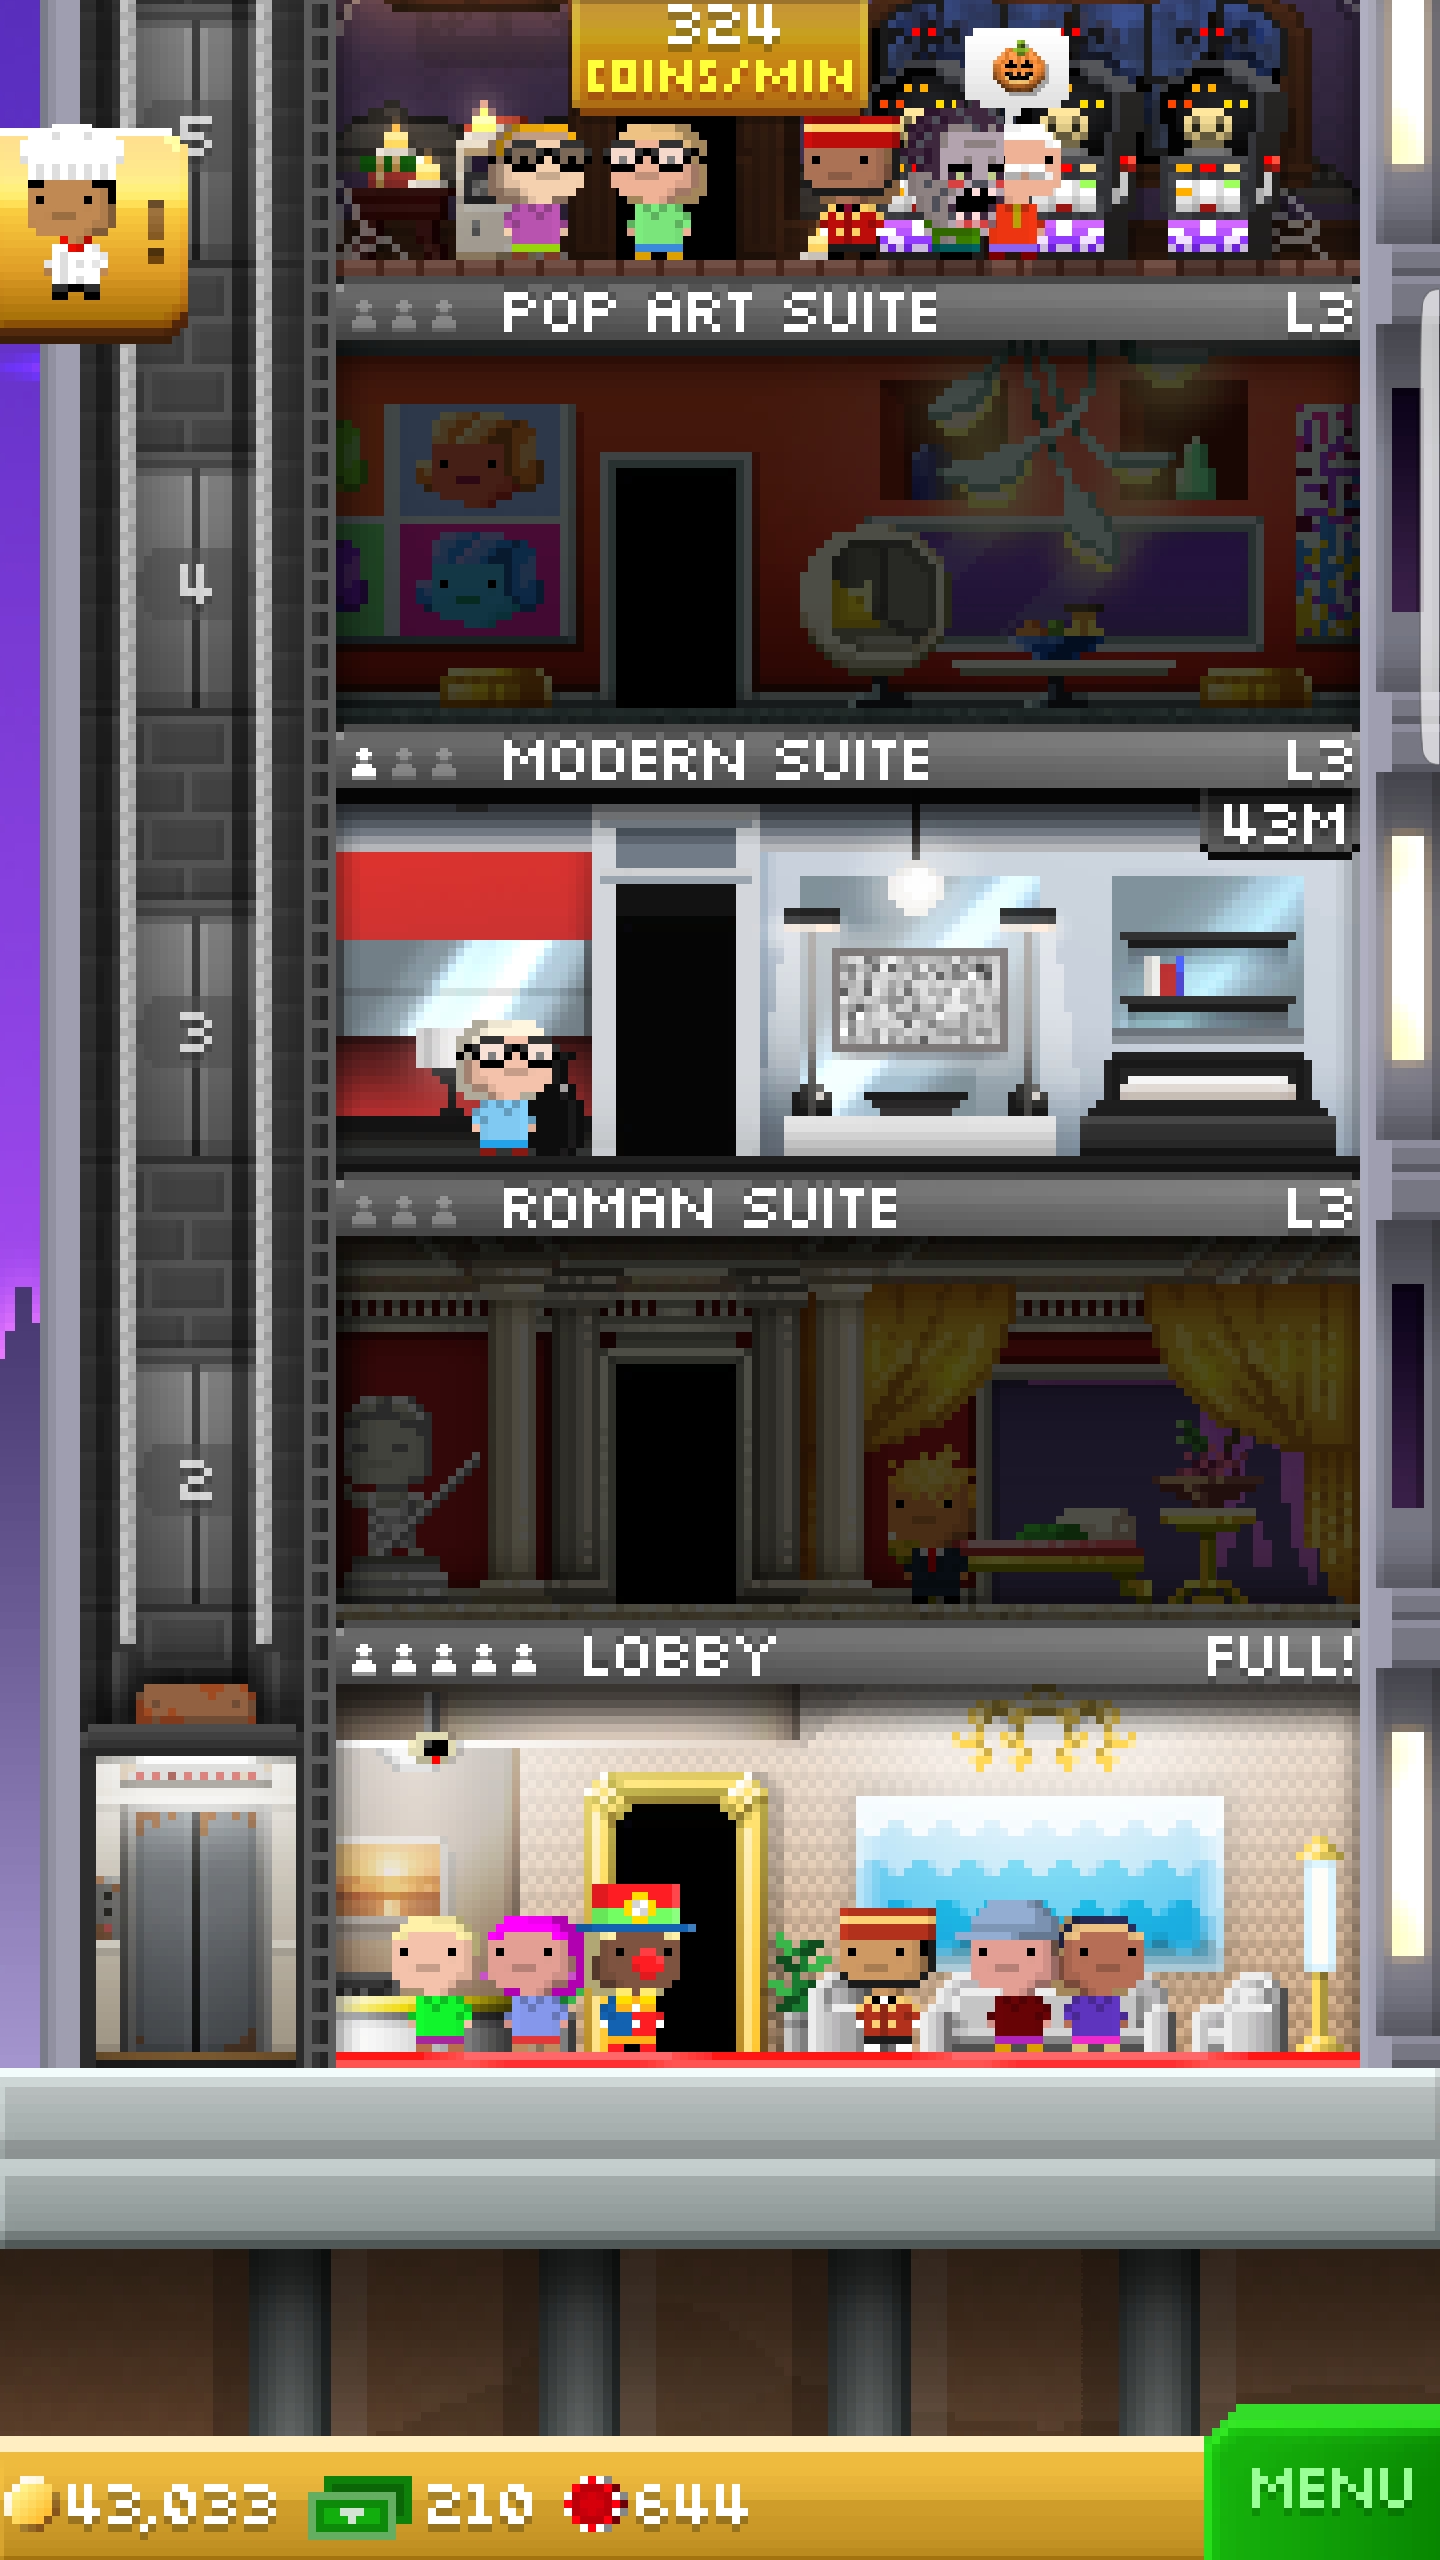 324
COINS/MIN
5
!
POP ART SUITE L3
4
MODERN SUITE L3
43M
3
ROMAN SUITE L3
2
LOBBY FULL!
43,033 210 644
MENU